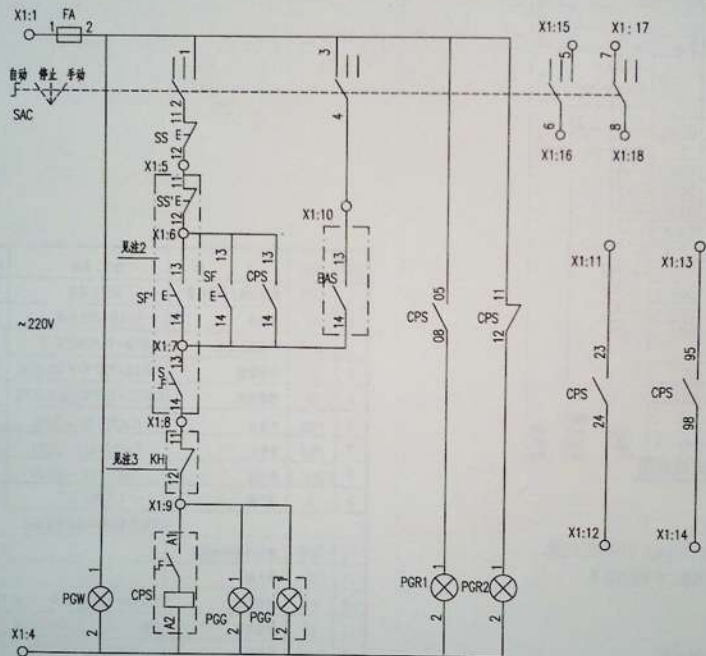 X1:1
FA
1
2
1
3
X1:15
X1:17
5
7
自动
停止
手动
SAC
2
4
6
8
X1:16
X1:18
11
SS
E
12
X1:5
11
SS'
E
12
X1:10
X1:6
见注2
13
SF'
E
14
13
SF
E
14
13
CPS
14
13
BAS
14
05
CPS
08
11
CPS
12
X1:11
X1:13
23
CPS
24
95
CPS
98
~220V
X1:7
13
S
F
14
X1:8
11
见注3
KH
12
X1:9
X1:12
X1:14
A1
F
CPS
A2
1
PGW
2
1
PGG
2
1
PGG
2
1
PGR1
2
1
PGR2
2
X1:4